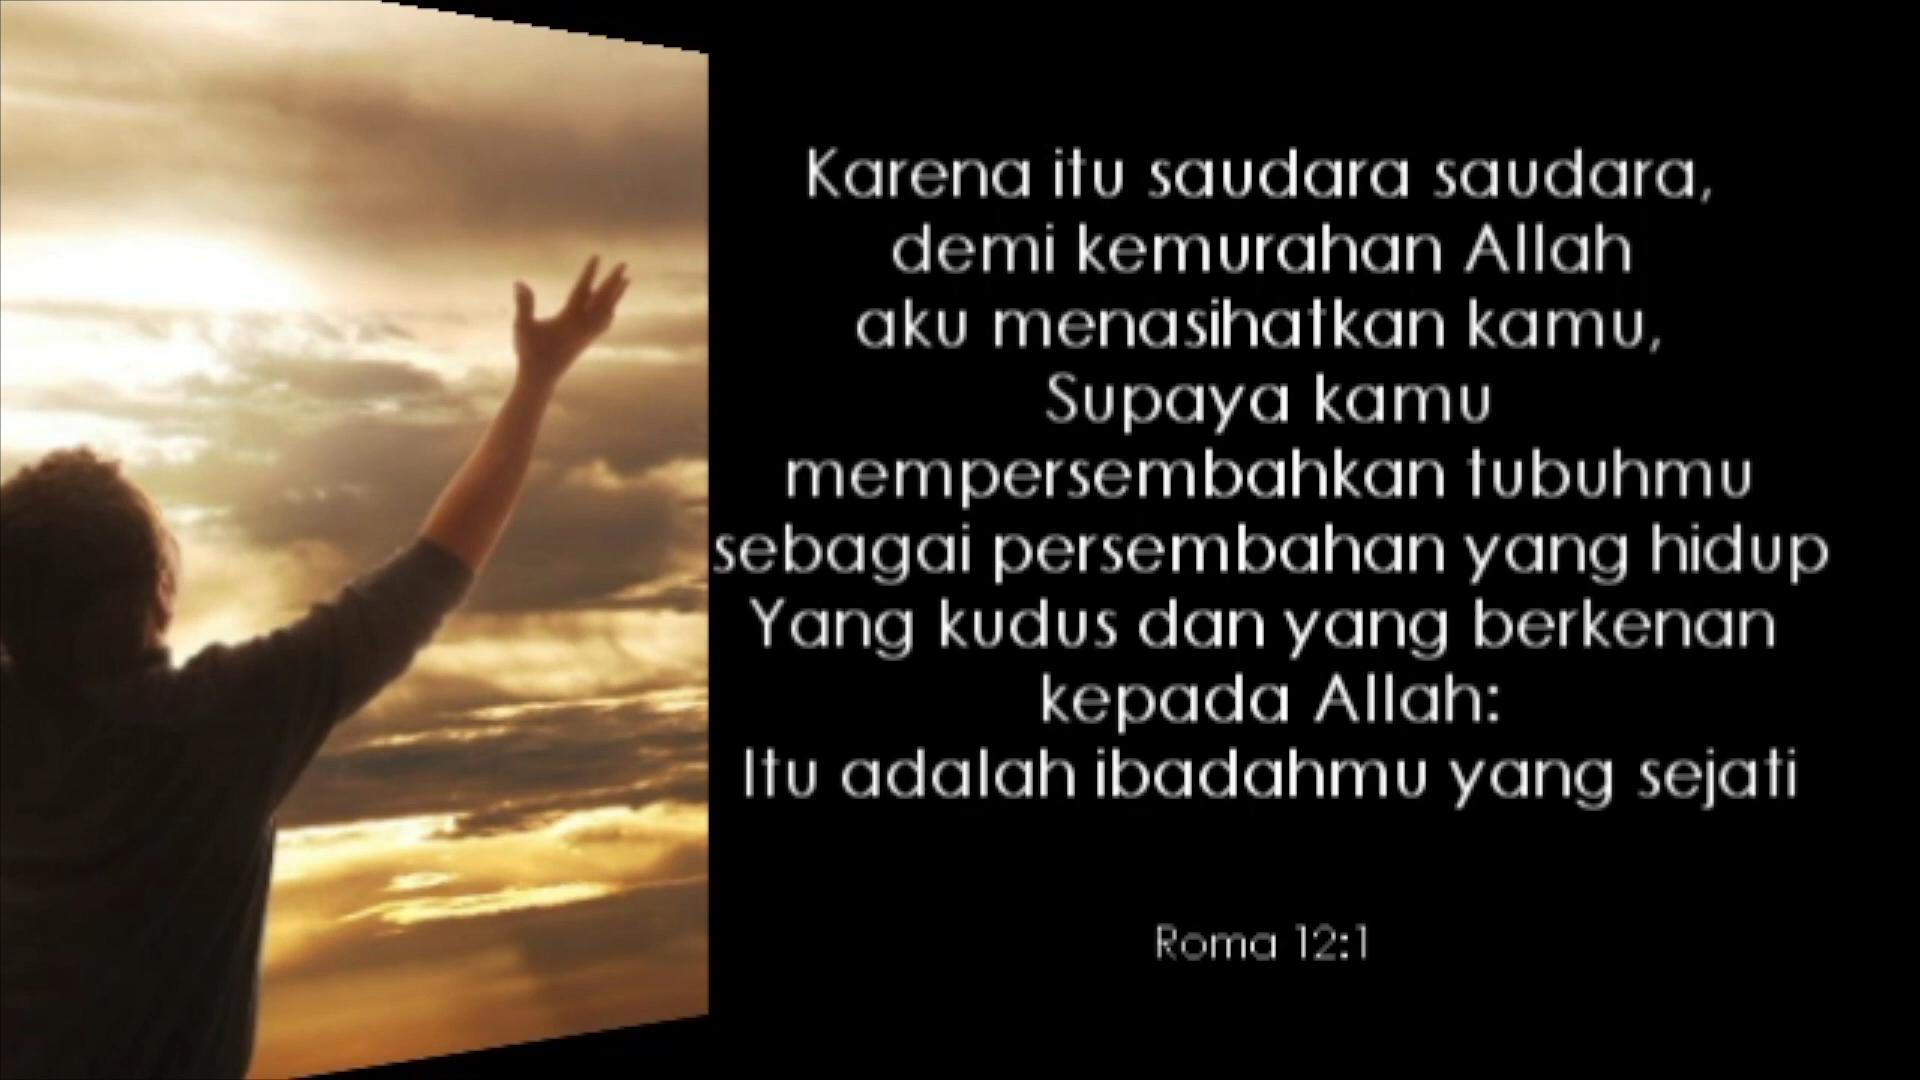 Karena itu saudara saudara,
demi kemurahan Allah
aku menasihatkan kamu,
Supaya kamu
mempersembahkan tubuhmu
sebagai persembahan yang hidup
Yang kudus dan yang berkenan
kepada Allah:
Itu adalah ibadahmu yang sejati
Roma 12:1